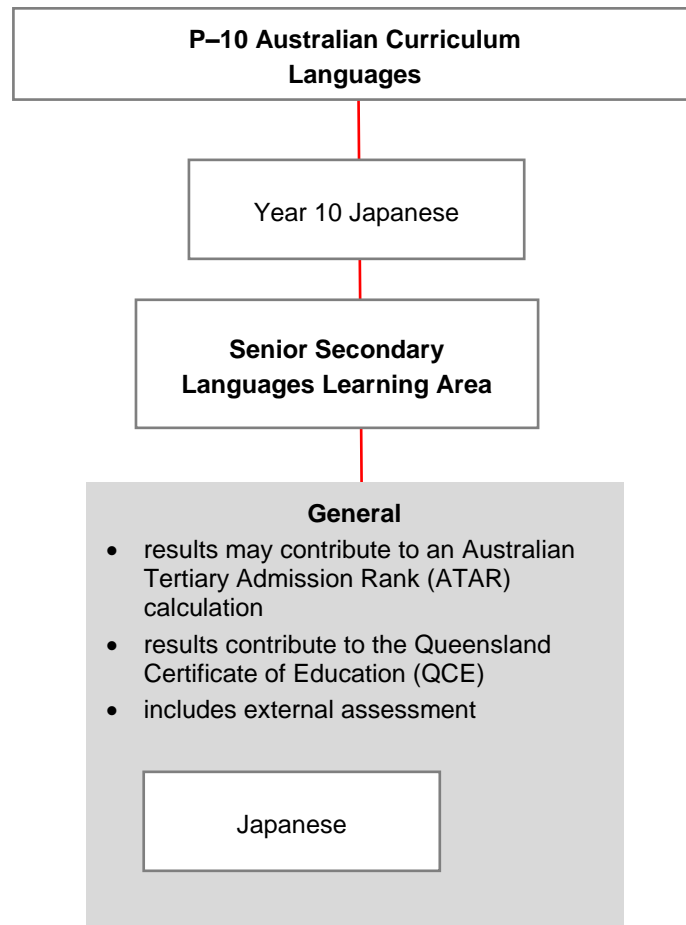 P–10 Australian Curriculum
Languages
Year 10 Japanese
Senior Secondary
Languages Learning Area
General
• results may contribute to an Australian
Tertiary Admission Rank (ATAR)
calculation
• results contribute to the Queensland
Certificate of Education (QCE)
• includes external assessment
Japanese